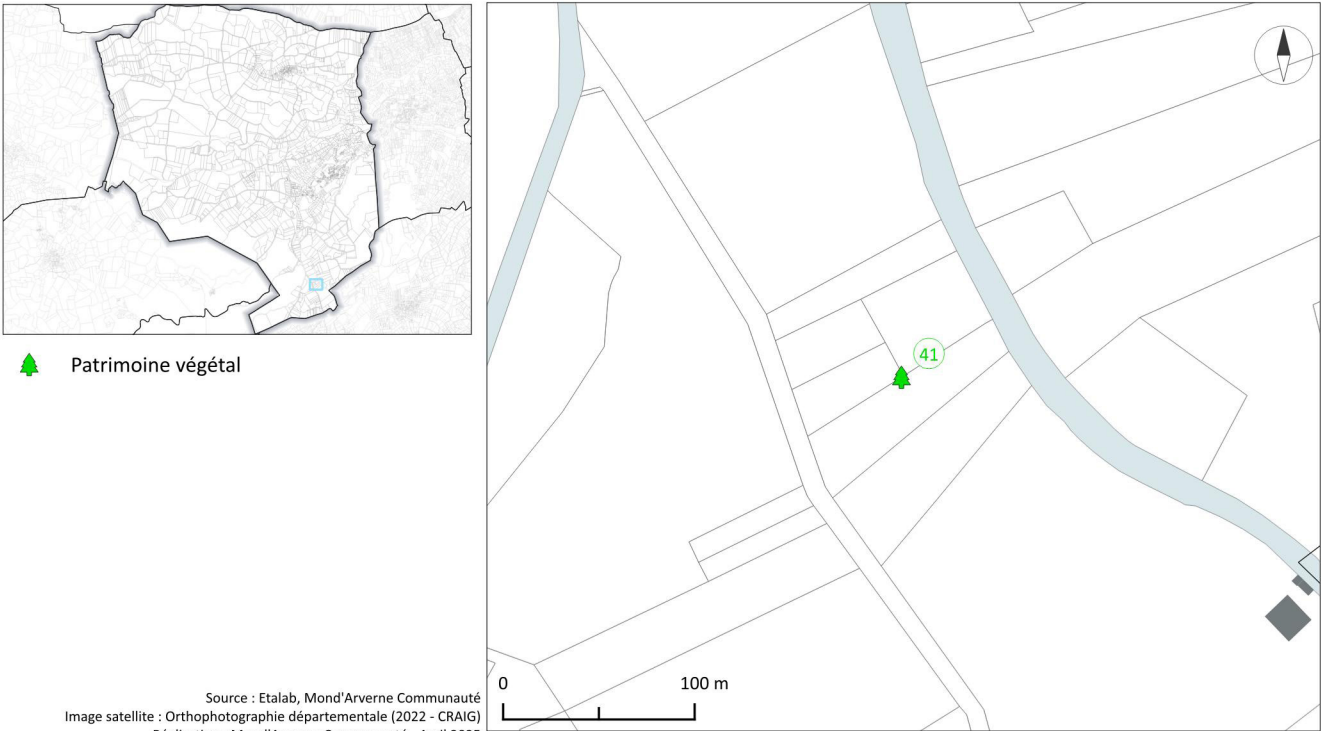 Patrimoine végétal
41
0 100 m
Source : Etalab, Mond'Arverne Communauté
Image satellite : Orthophotographie départementale (2022 - CRAIG)